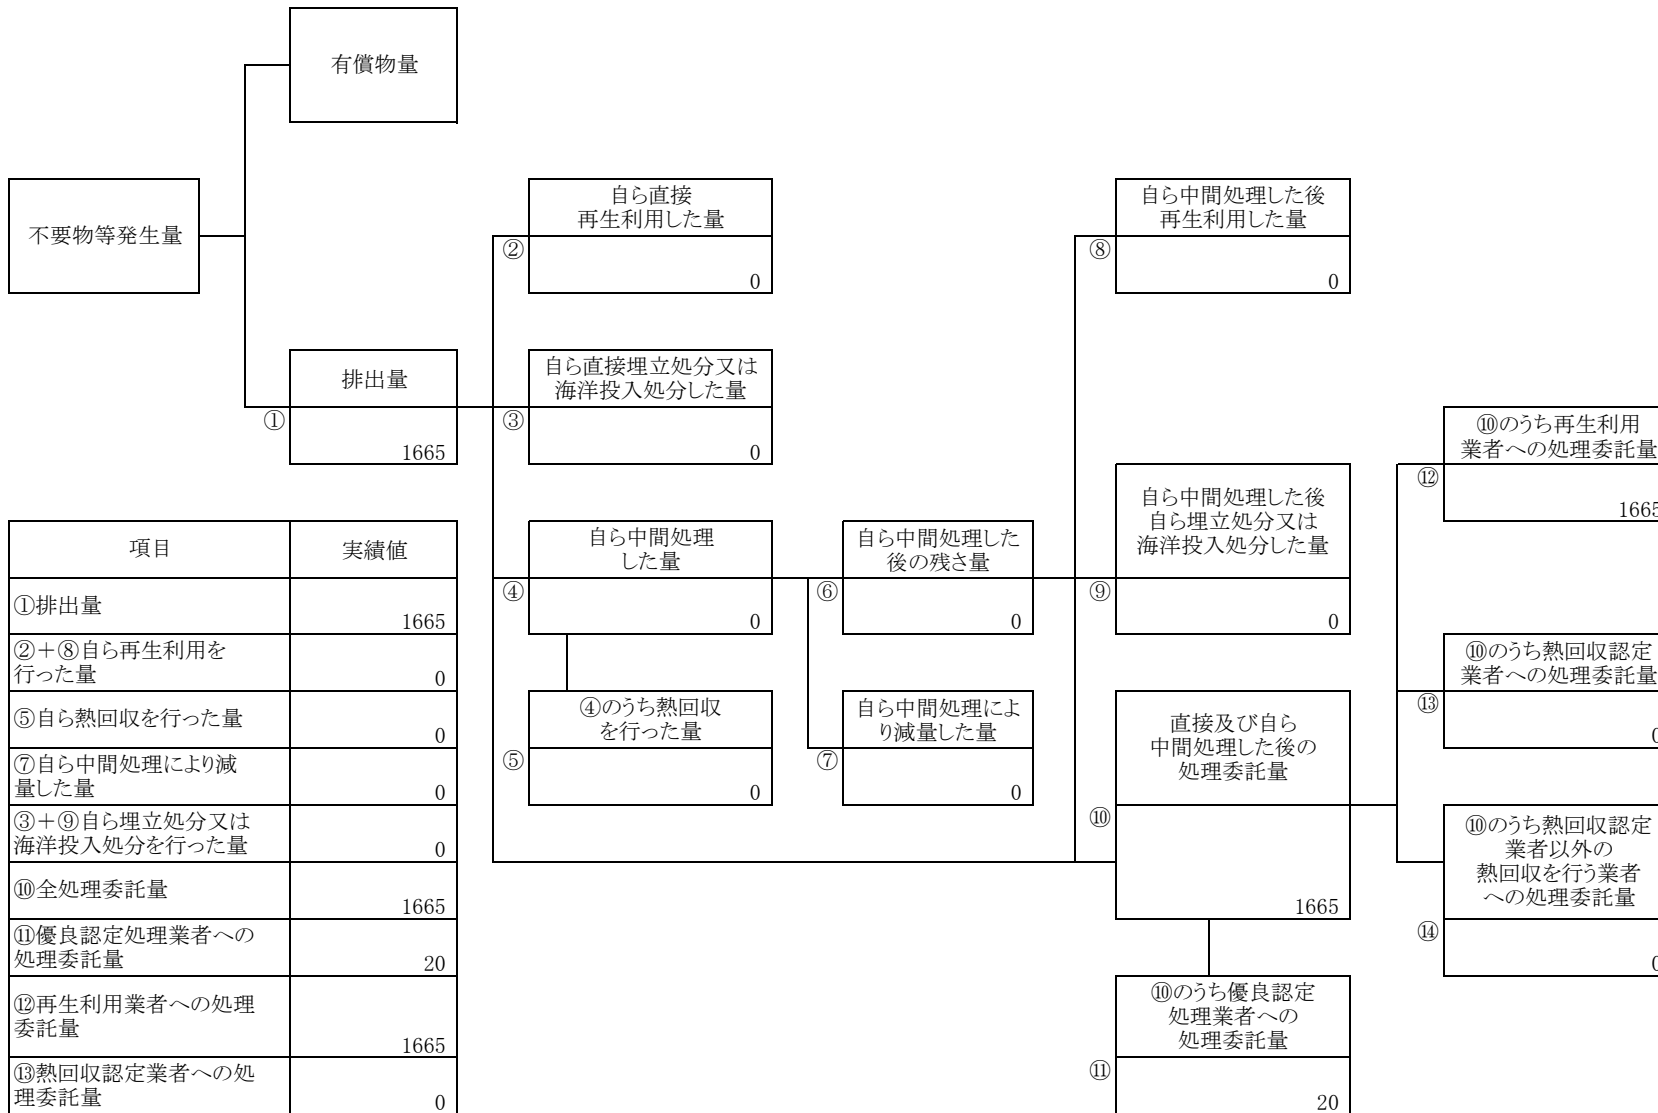 有償物量
不要物等発生量
自ら直接
再生利用した量
②
0
自ら中間処理した後
再生利用した量
⑧
0
排出量
①
1665
自ら直接埋立処分又は
海洋投入処分した量
③
0
⑩のうち再生利用
業者への処理委託量
⑫
1665
自ら中間処理
した量
④
0
自ら中間処理した
後の残さ量
⑥
0
自ら中間処理した後
自ら埋立処分又は
海洋投入処分した量
⑨
0
⑩のうち熱回収認定
業者への処理委託量
⑬
0
④のうち熱回収
を行った量
⑤
0
自ら中間処理によ
り減量した量
⑦
0
直接及び自ら
中間処理した後の
処理委託量
⑩
1665
⑩のうち熱回収認定
業者以外の
熱回収を行う業者
への処理委託量
⑭
0
⑩のうち優良認定
処理業者への
処理委託量
⑪
20
項目 実績値
①排出量 1665
②＋⑧自ら再生利用を
行った量 0
⑤自ら熱回収を行った量 0
⑦自ら中間処理により減
量した量 0
③＋⑨自ら埋立処分又は
海洋投入処分を行った量 0
⑩全処理委託量 1665
⑪優良認定処理業者への
処理委託量 20
⑫再生利用業者への処理
委託量 1665
⑬熱回収認定業者への処
理委託量 0